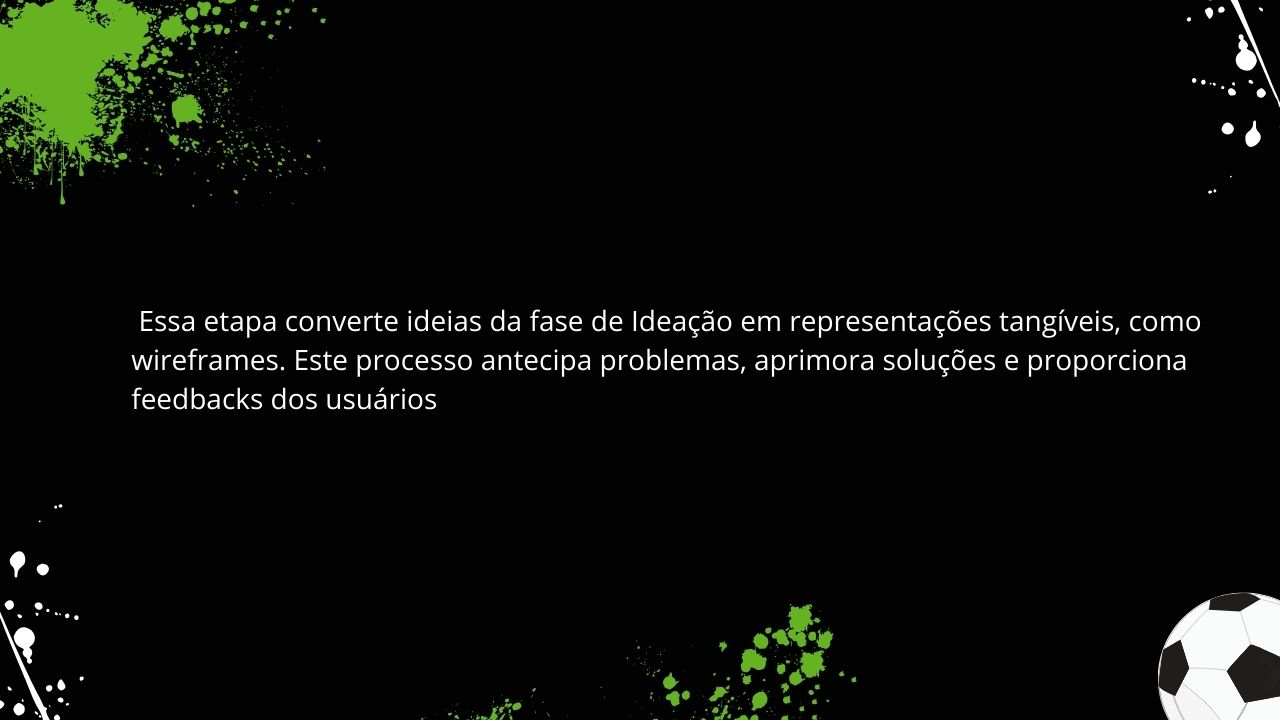 Essa etapa converte ideias da fase de Ideação em representações tangíveis, como
wireframes. Este processo antecipa problemas, aprimora soluções e proporciona
feedbacks dos usuários